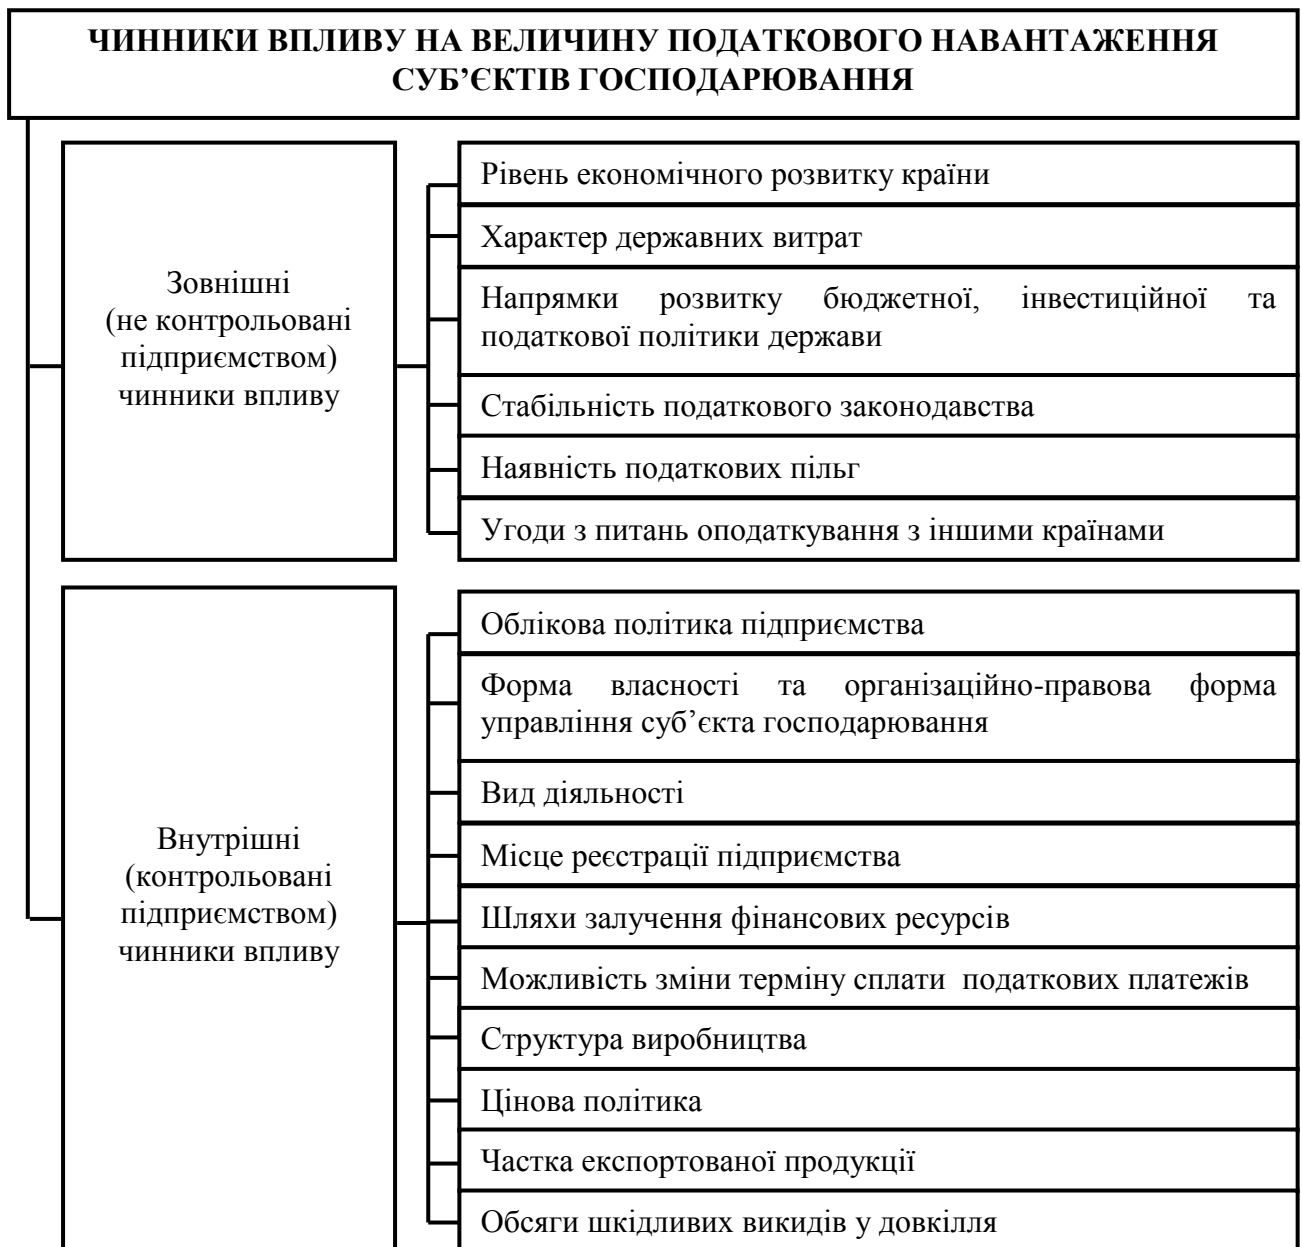 ЧИННИКИ ВПЛИВУ НА ВЕЛИЧИНУ ПОДАТКОВОГО НАВАНТАЖЕННЯ
СУБ’ЄКТІВ ГОСПОДАРЮВАННЯ
Зовнішні
(не контрольовані
підприємством)
чинники впливу
Рівень економічного розвитку країни
Характер державних витрат
Напрямки розвитку бюджетної, інвестиційної та
податкової політики держави
Стабільність податкового законодавства
Наявність податкових пільг
Угоди з питань оподаткування з іншими країнами
Внутрішні
(контрольовані
підприємством)
чинники впливу
Облікова політика підприємства
Форма власності та організаційно-правова форма
управління суб’єкта господарювання
Вид діяльності
Місце реєстрації підприємства
Шляхи залучення фінансових ресурсів
Можливість зміни терміну сплати податкових платежів
Структура виробництва
Цінова політика
Частка експортованої продукції
Обсяги шкідливих викидів у довкілля